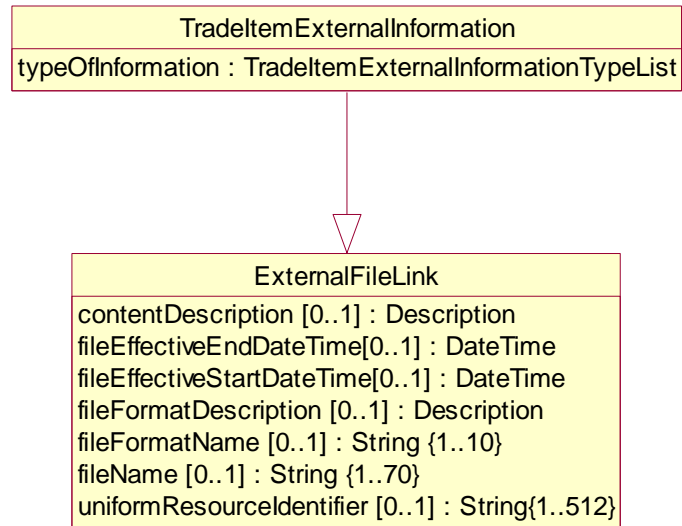 TradeItemExternalInformation
typeOfInformation : TradeItemExternalInformationTypeList
ExternalFileLink
contentDescription [0..1] : Description
fileEffectiveEndDateTime[0..1] : DateTime
fileEffectiveStartDateTime[0..1] : DateTime
fileFormatDescription [0..1] : Description
fileFormatName [0..1] : String {1..10}
fileName [0..1] : String {1..70}
uniformResourceIdentifier [0..1] : String{1..512}